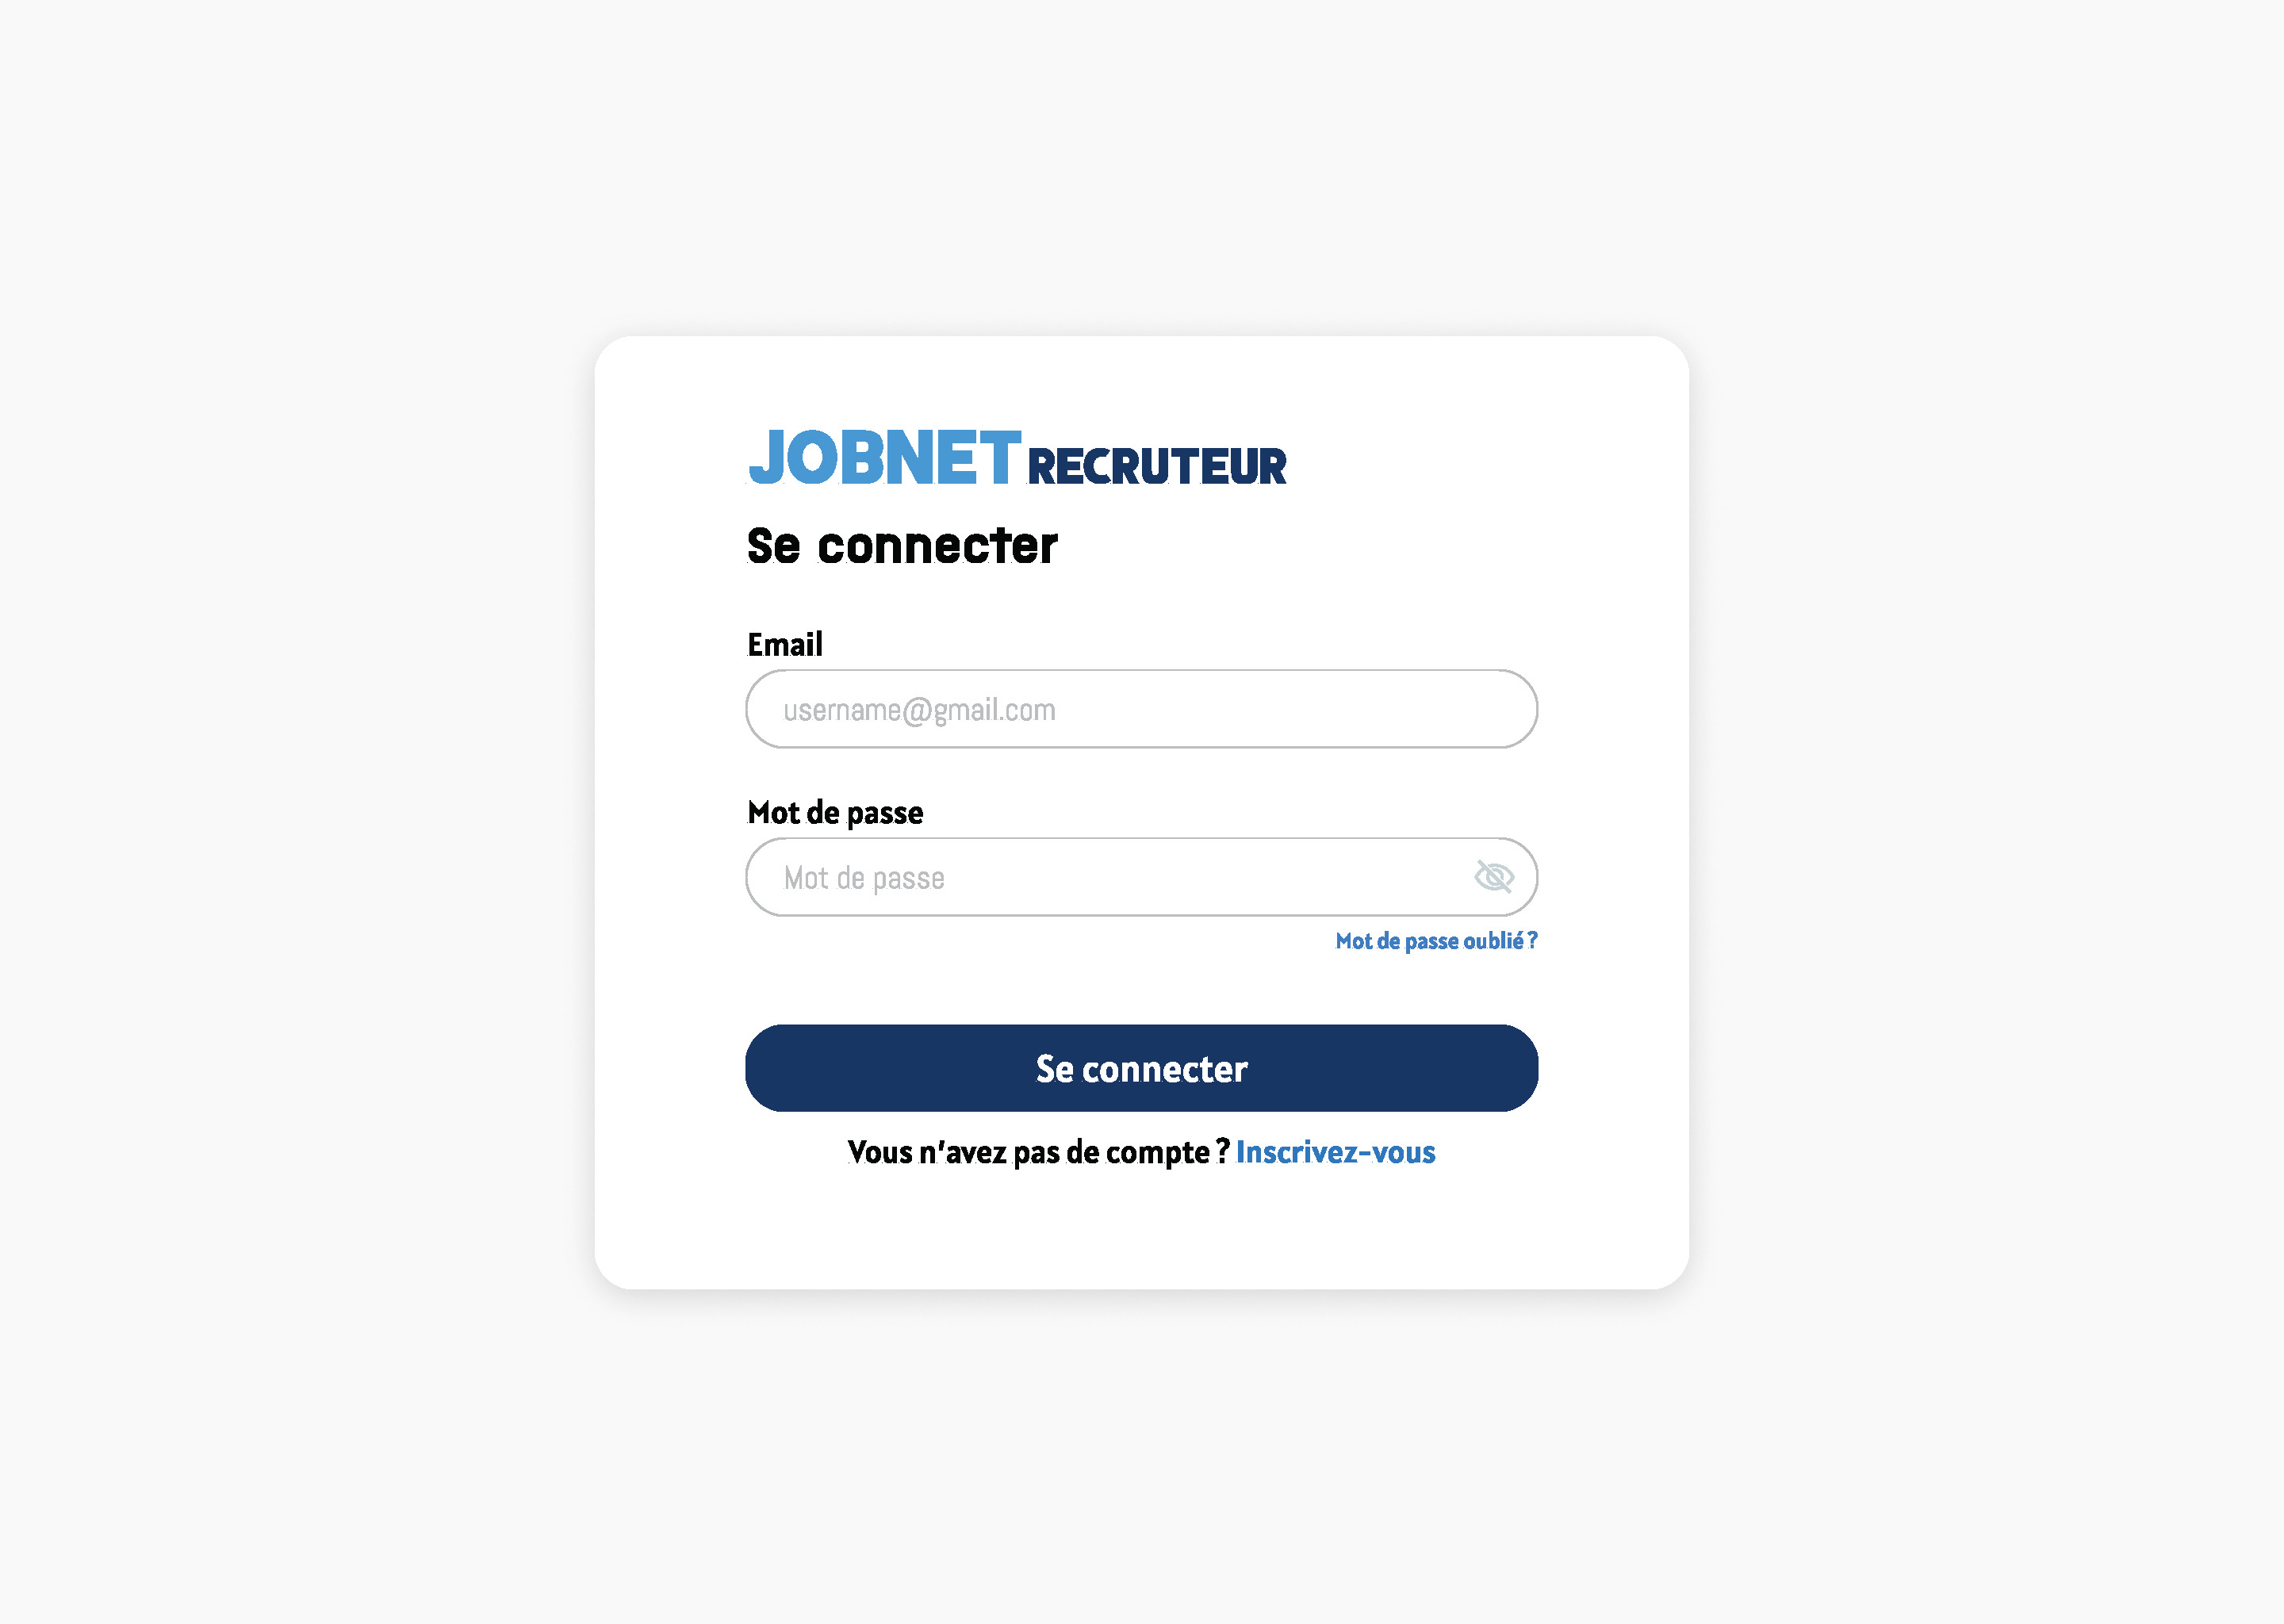 JOBNET RECRUTEUR
Se connecter
Email
username@gmail.com
Mot de passe
Mot de passe
Mot de passe oublié ?
Se connecter
Vous n'avez pas de compte ? Inscrivez-vous